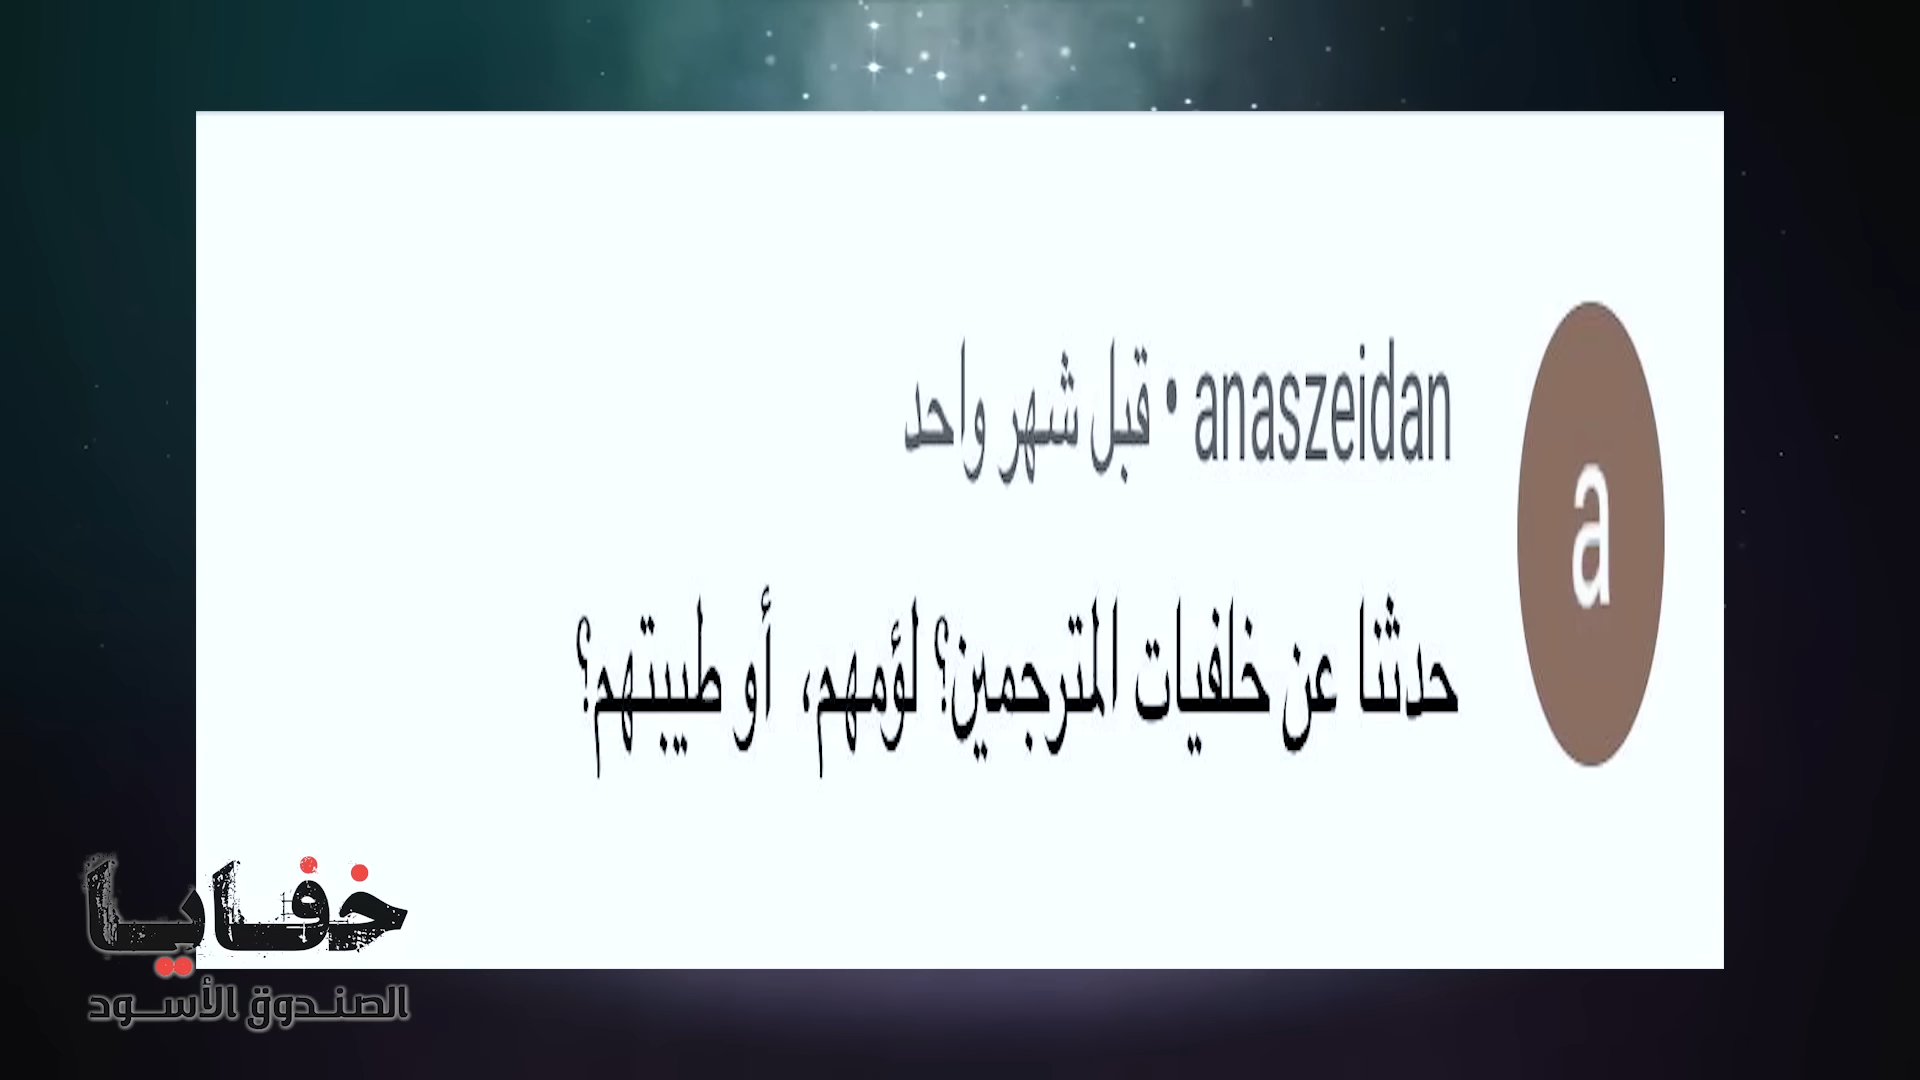 anaszeidan • قبل شهر واحد
a
حدثنا عن خلفيات المترجمين؟ لؤمهم، أو طيبتهم؟
خفايا
الصندوق الأسود